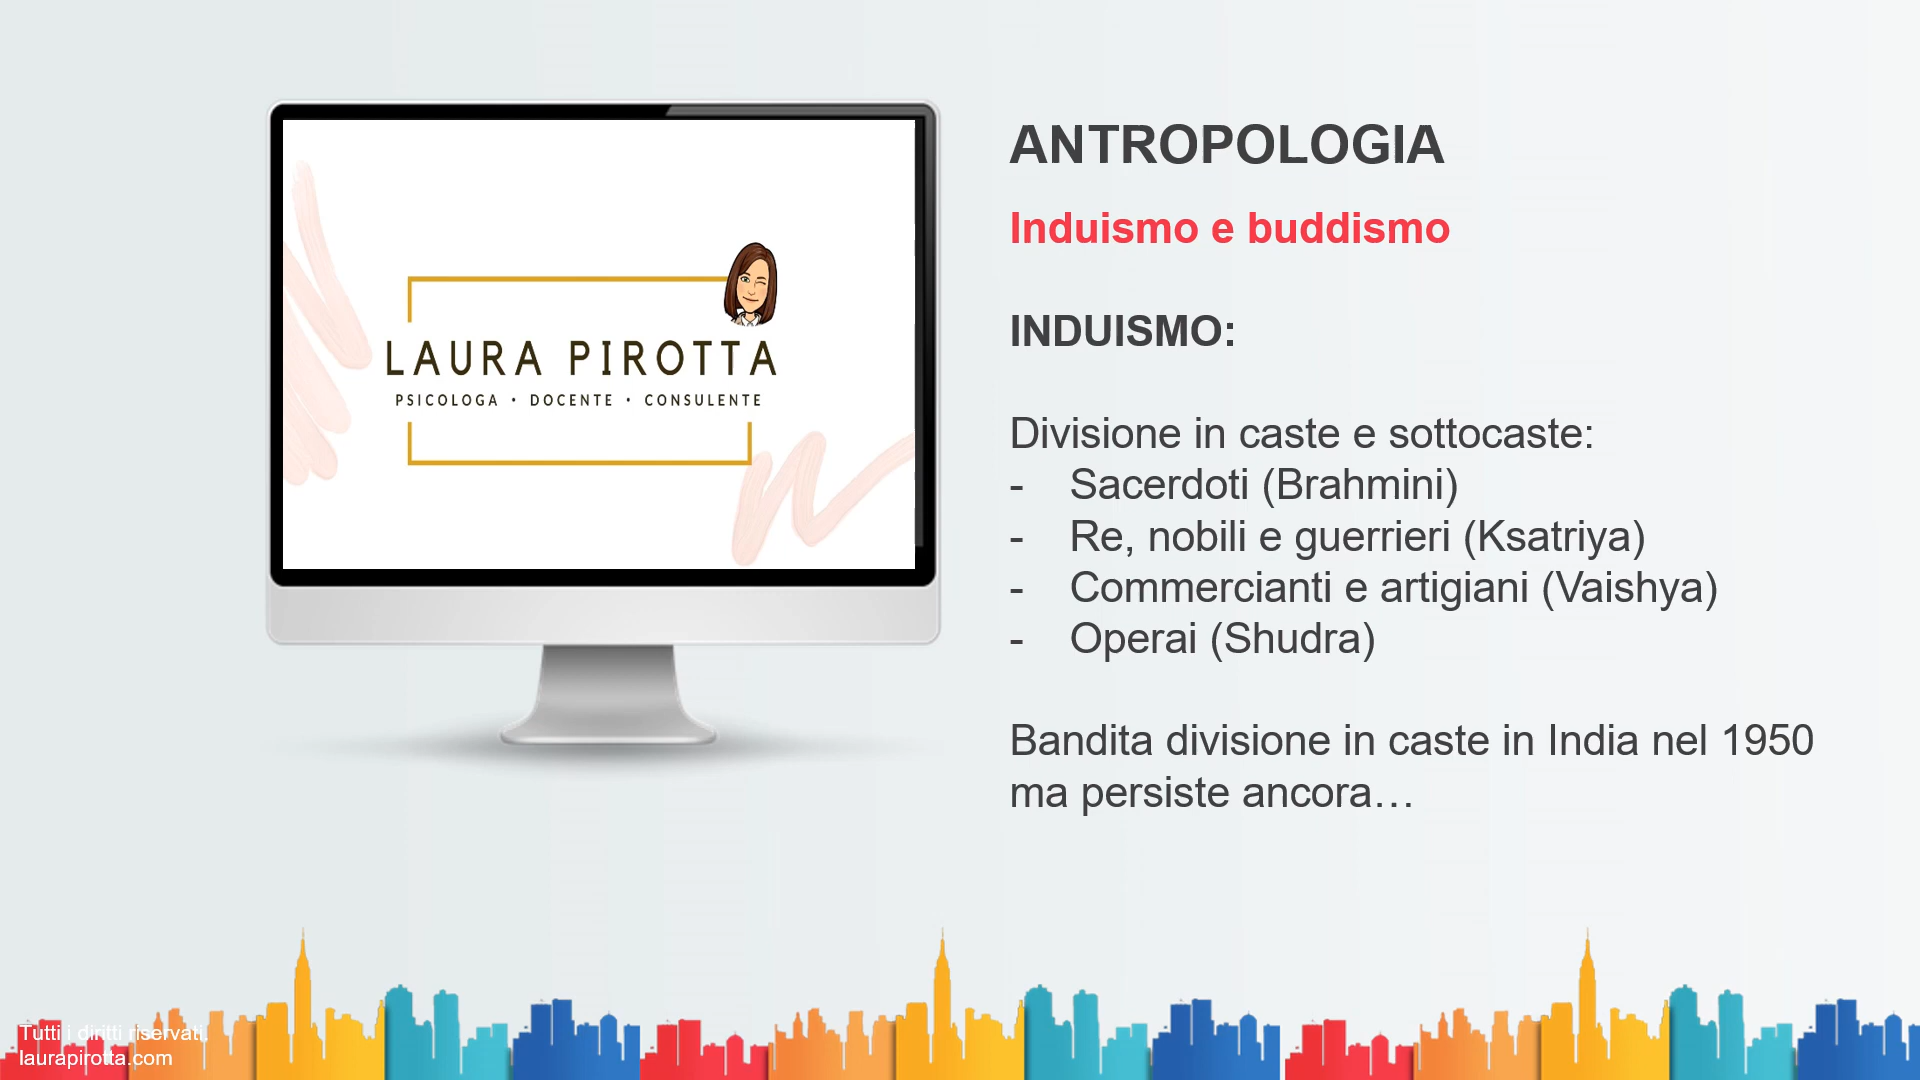 LAURA PIROTTA
PSICOLOGA • DOCENTE • CONSULENTE
ANTROPOLOGIA
Induismo e buddismo
INDUISMO:
Divisione in caste e sottocaste:
- Sacerdoti (Brahmini)
- Re, nobili e guerrieri (Ksatriya)
- Commercianti e artigiani (Vaishya)
- Operai (Shudra)
Bandita divisione in caste in India nel 1950
ma persiste ancora…
Tutti i diritti riservati.
laurapirotta.com